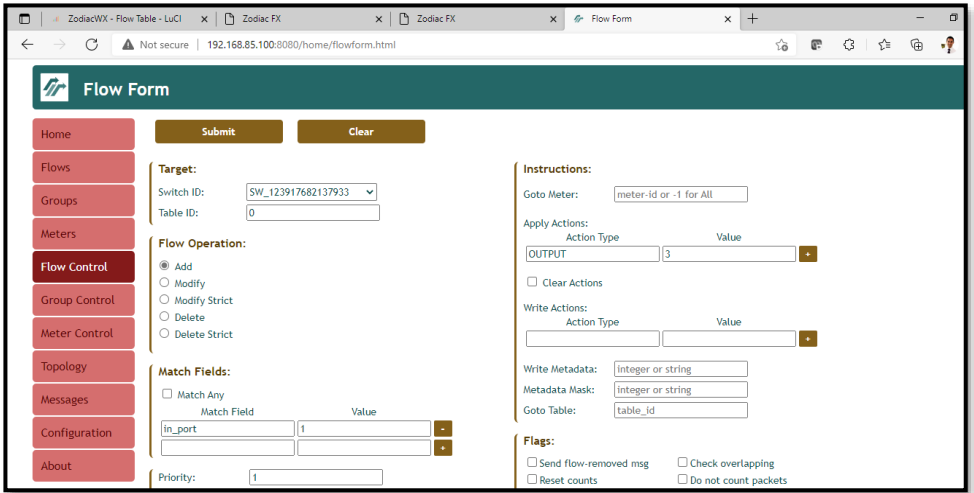 ZodiacWX - Flow Table - LuCI
Zodiac FX
Zodiac FX
Flow Form
Not secure
192.168.85.100:8080/home/flowform.html
Flow Form
Home
Flows
Groups
Meters
Flow Control
Group Control
Meter Control
Topology
Messages
Configuration
About
Submit
Clear
Target:
Switch ID:
SW_123917682137933
Table ID:
0
Flow Operation:
Add
Modify
Modify Strict
Delete
Delete Strict
Match Fields:
Match Any
Match Field
Value
in_port
1
-
+
Priority:
1
Instructions:
Goto Meter:
meter-id or -1 for All
Apply Actions:
Action Type
Value
OUTPUT
3
+
Clear Actions
Write Actions:
Action Type
Value
+
Write Metadata:
integer or string
Metadata Mask:
integer or string
Goto Table:
table_id
Flags:
Send flow-removed msg
Check overlapping
Reset counts
Do not count packets